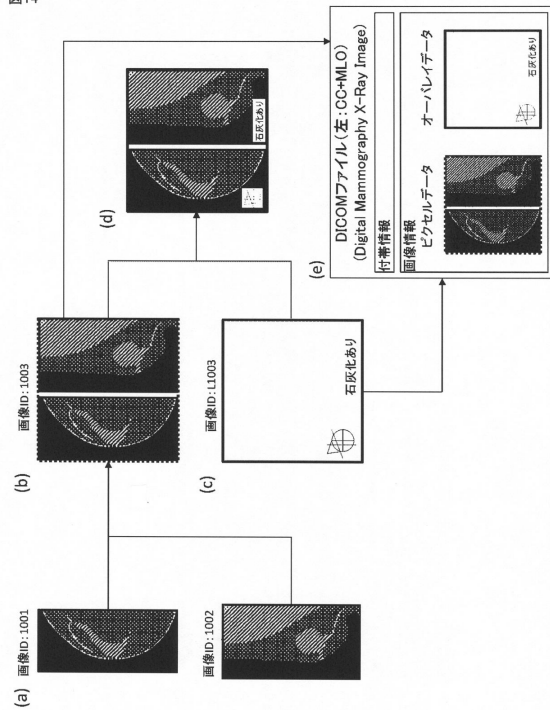 (a)
画像ID:1001
画像ID:1002
(b)
画像ID:1003
(c)
画像ID:L1003
石灰化あり
(d)
石灰化あり
(e)
DICOMファイル(左:CC+MLO)
(Digital Mammography X-Ray Image)
付帯情報
画像情報
ピクセルデータ
オーバレイデータ
石灰化あり